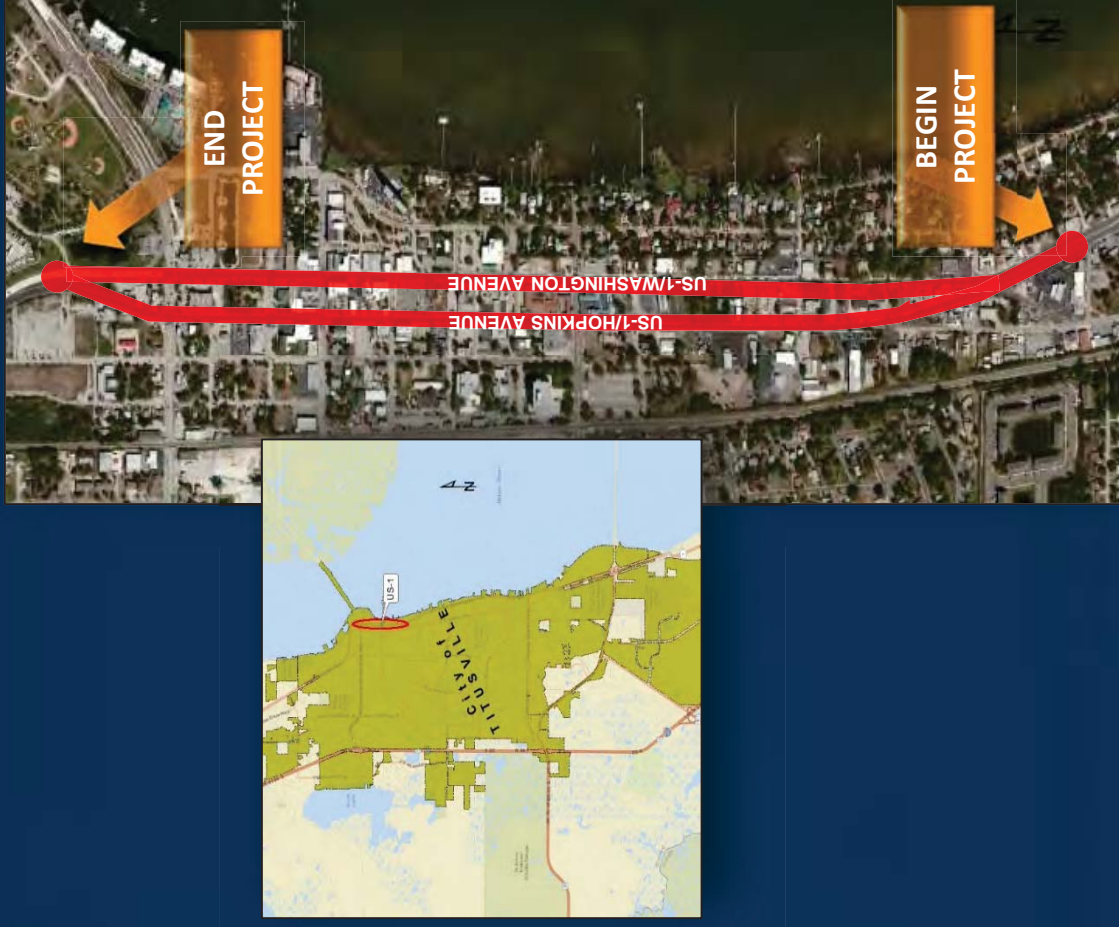 END
PROJECT
BEGIN
PROJECT
N
US-1/WASHINGTON AVENUE
US-1/HOPKINS AVENUE
US-1
N
City of
TITUSVILLE